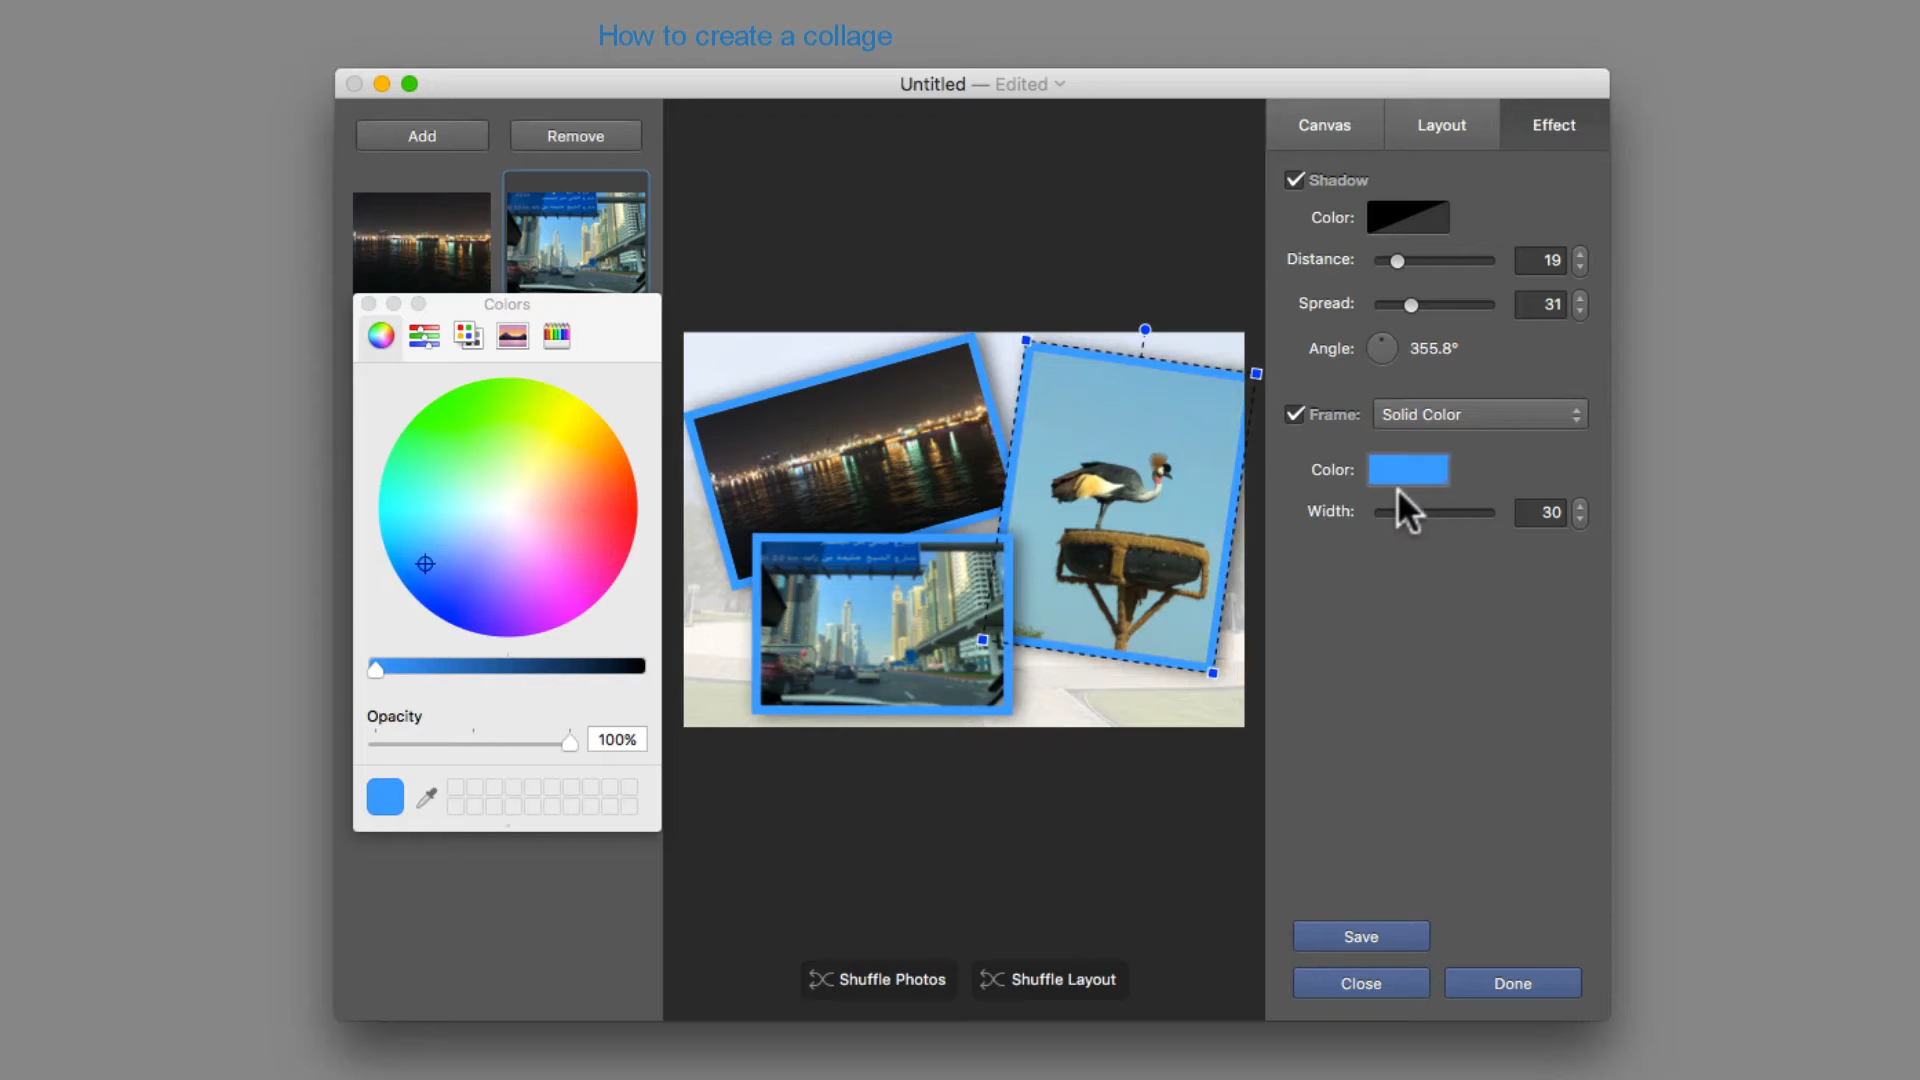 How to create a collage
Untitled — Edited
Add
Remove
Canvas
Layout
Effect
Shadow
Color:
Distance:
19
Spread:
31
Angle:
355.8°
Frame:
Solid Color
Color:
Width:
30
Colors
Opacity
100%
Shuffle Photos
Shuffle Layout
Save
Close
Done